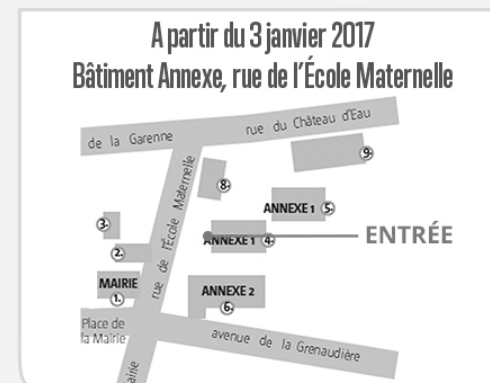 A partir du 3 janvier 2017
Bâtiment Annexe, rue de l'École Maternelle
de la Garenne
rue du Château d'Eau
rue de l'École Maternelle
9
8
ANNEXE 1 5
3
ANNEXE 1 4
ENTRÉE
2
MAIRIE
1.
ANNEXE 2
6
Place de
la Mairie
avenue de la Grenaudière
airie